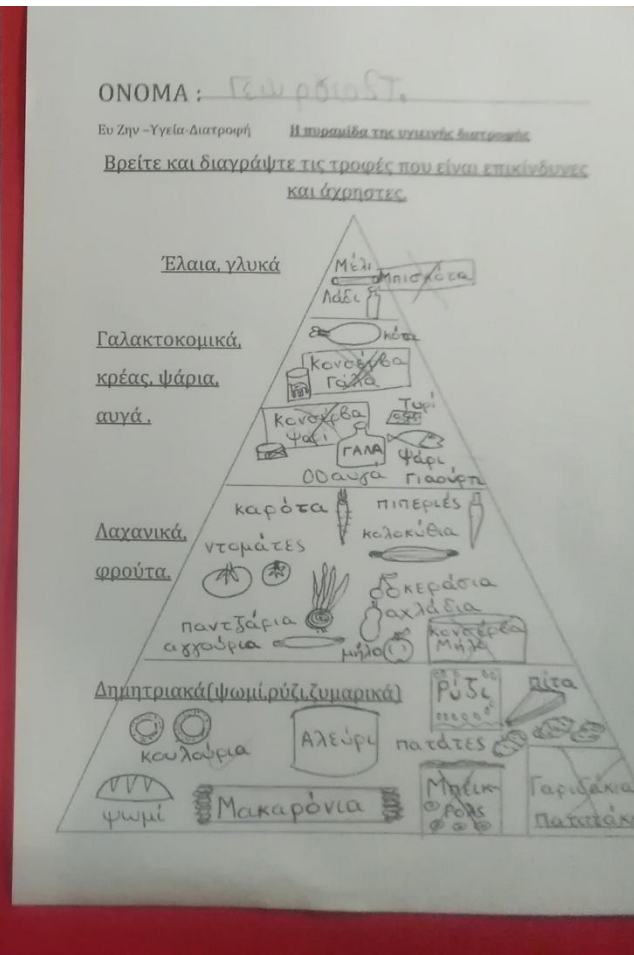 ΟΝΟΜΑ :
Ευ Ζην –Υγεία-Διατροφή Η πυραμίδα της υγιεινής διατροφής
Βρείτε και διαγράψτε τις τροφές που είναι επικίνδυνες
και άχρηστες.
Έλαια, γλυκά
Μέλι
Μπισκότα
Λάδι
Γαλακτοκομικά,
κρέας, ψάρια,
αυγά .
κότα
Κονσέρβα
Γάλα
Κονσέρβα
Ψάρι
Τυρί
ΓΑΛΑ
Ψάρι
αυγά Γιαούρτι
Λαχανικά,
φρούτα,
καρότα πιπεριές
ντομάτες κολοκύθια
κεράσια
αχλάδια
παντζάρια
Κονσέρβα
Μήλο
αγγούρια μήλο
Δημητριακά(ψωμί,ρύζι,ζυμαρικά)
Ρύζι πίτα
κουλούρια Αλεύρι πατάτες
ψωμί Μακαρόνια
Μπέικ-
Ρολς
Γαριδάκια